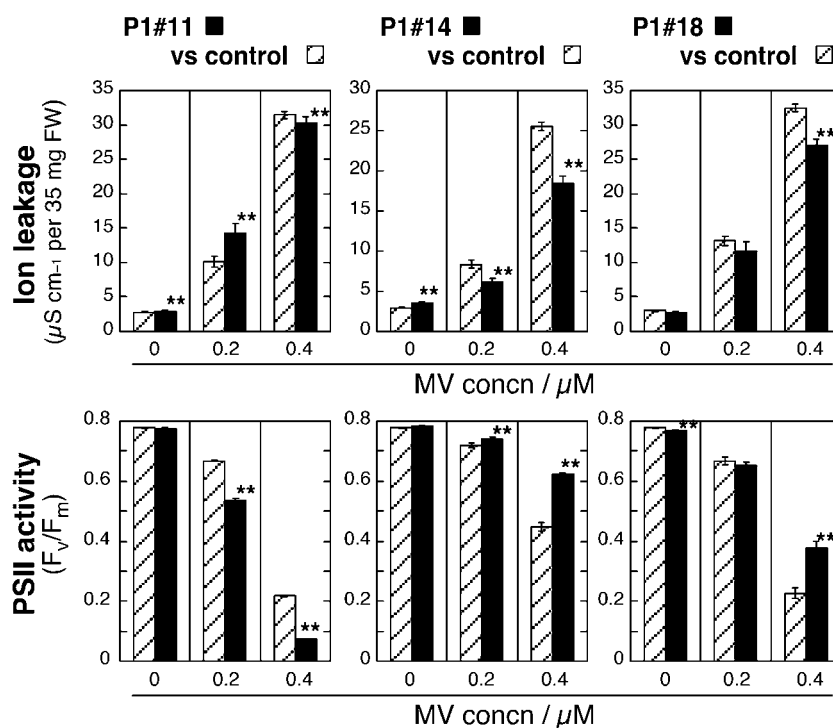 P1#11 P1#14 P1#18
vs control vs control vs control
Ion leakage
(µS cm−1 per 35 mg FW)
35 30 25 20 15 10 5 0
30 25 20 15 10 5 0
35 30 25 20 15 10 5 0
** ** **
** ** **
**
0 0.2 0.4 0 0.2 0.4 0 0.2 0.4
MV concn / µM
PSII activity
(Fv/Fm)
0.8 0.6 0.4 0.2 0
0.8 0.6 0.4 0.2 0
0.8 0.6 0.4 0.2 0
** **
** **
** **
0 0.2 0.4 0 0.2 0.4 0 0.2 0.4
MV concn / µM